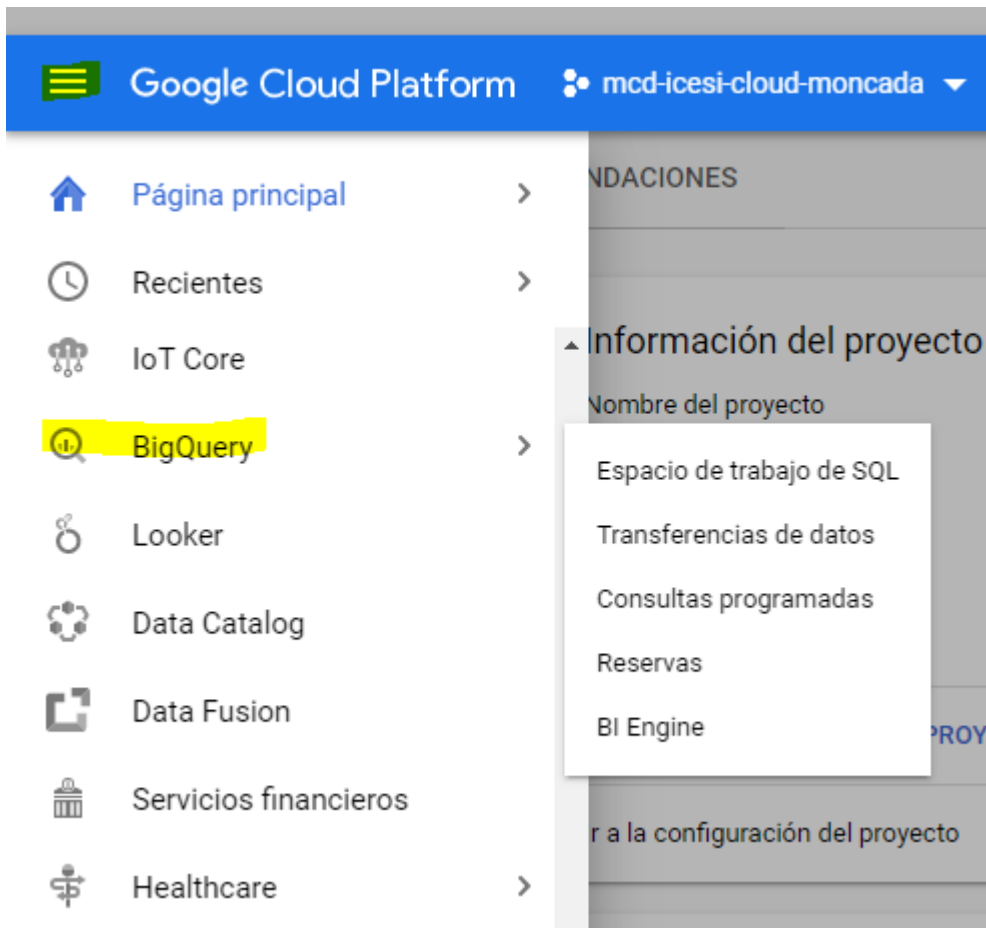 Google Cloud Platform mcd-icesi-cloud-moncada
NDACIONES
Página principal
Recientes
IoT Core
Información del proyecto
Nombre del proyecto
BigQuery
Espacio de trabajo de SQL
Transferencias de datos
Consultas programadas
Reservas
BI Engine
Looker
Data Catalog
Data Fusion
PROY
Servicios financieros
r a la configuración del proyecto
Healthcare